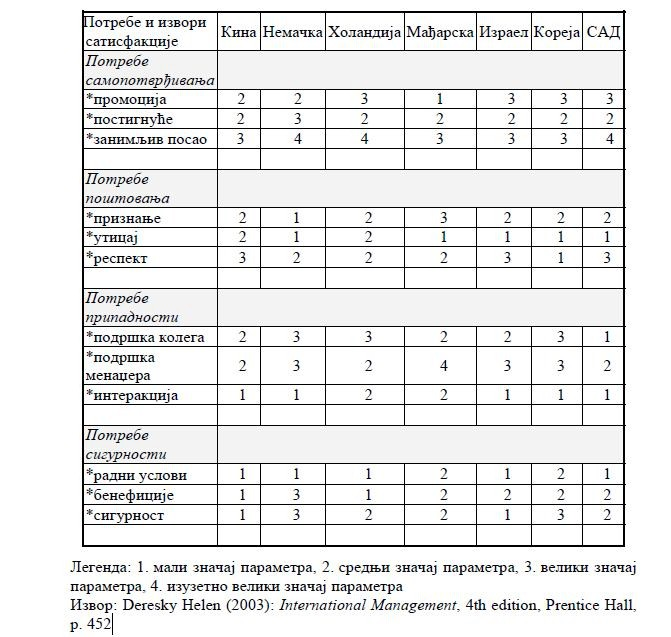 Потребе и извори Кина Немачка Холандија Мађарска Израел Кореја САД
сатисфакције
Потребе
самопотврђивања
*промоција 2 2 3 1 3 3 3
*постигнуће 2 3 2 2 2 2 2
*занимљив посао 3 4 4 3 3 3 4
Потребе
поштовања
*признање 2 1 2 3 2 2 2
*утицај 2 1 2 1 1 1 1
*респект 3 2 2 2 3 1 3
Потребе
припадности
*подршка колега 2 3 3 2 2 3 1
*подршка
менаџера 2 3 2 4 3 3 2
*интеракција 1 1 2 2 1 1 1
Потребе
сигурности
*радни услови 1 1 1 2 1 2 1
*бенефиције 1 3 1 2 2 2 2
*сигурност 1 3 2 2 1 3 2
Легенда: 1. мали значај параметра, 2. средњи значај параметра, 3. велики значај
параметра, 4. изузетно велики значај параметра
Извор: Deresky Helen (2003): International Management, 4th edition, Prentice Hall,
p. 452